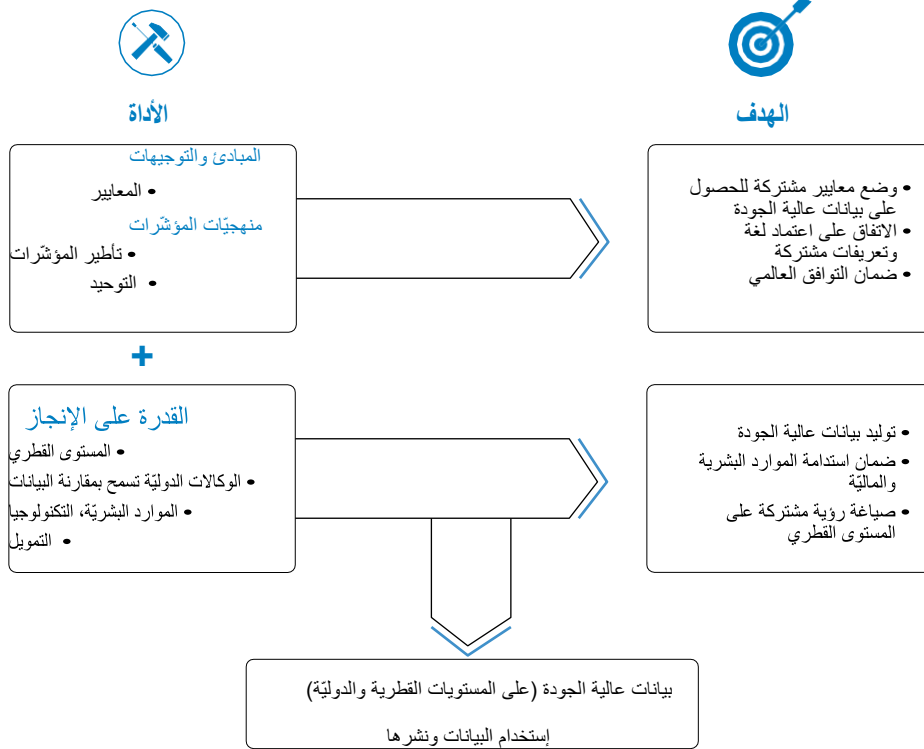 الأداة
الهدف
المبادئ والتوجيهات
• المعايير
منهجيّات المؤشّرات
• تأطير المؤشّرات
• التوحيد
• وضع معايير مشتركة للحصول
على بيانات عالية الجودة
• الاتفاق على اعتماد لغة
وتعريفات مشتركة
• ضمان التوافق العالمي
+
القدرة على الإنجاز
• المستوى القطري
• الوكالات الدوليّة تسمح بمقارنة البيانات
• الموارد البشريّة، التكنولوجيا
• التمويل
• توليد بيانات عالية الجودة
• ضمان استدامة الموارد البشرية
والماليّة
• صياغة رؤية مشتركة على
المستوى القطري
بيانات عالية الجودة (على المستويات القطرية والدوليّة)
إستخدام البيانات ونشرها